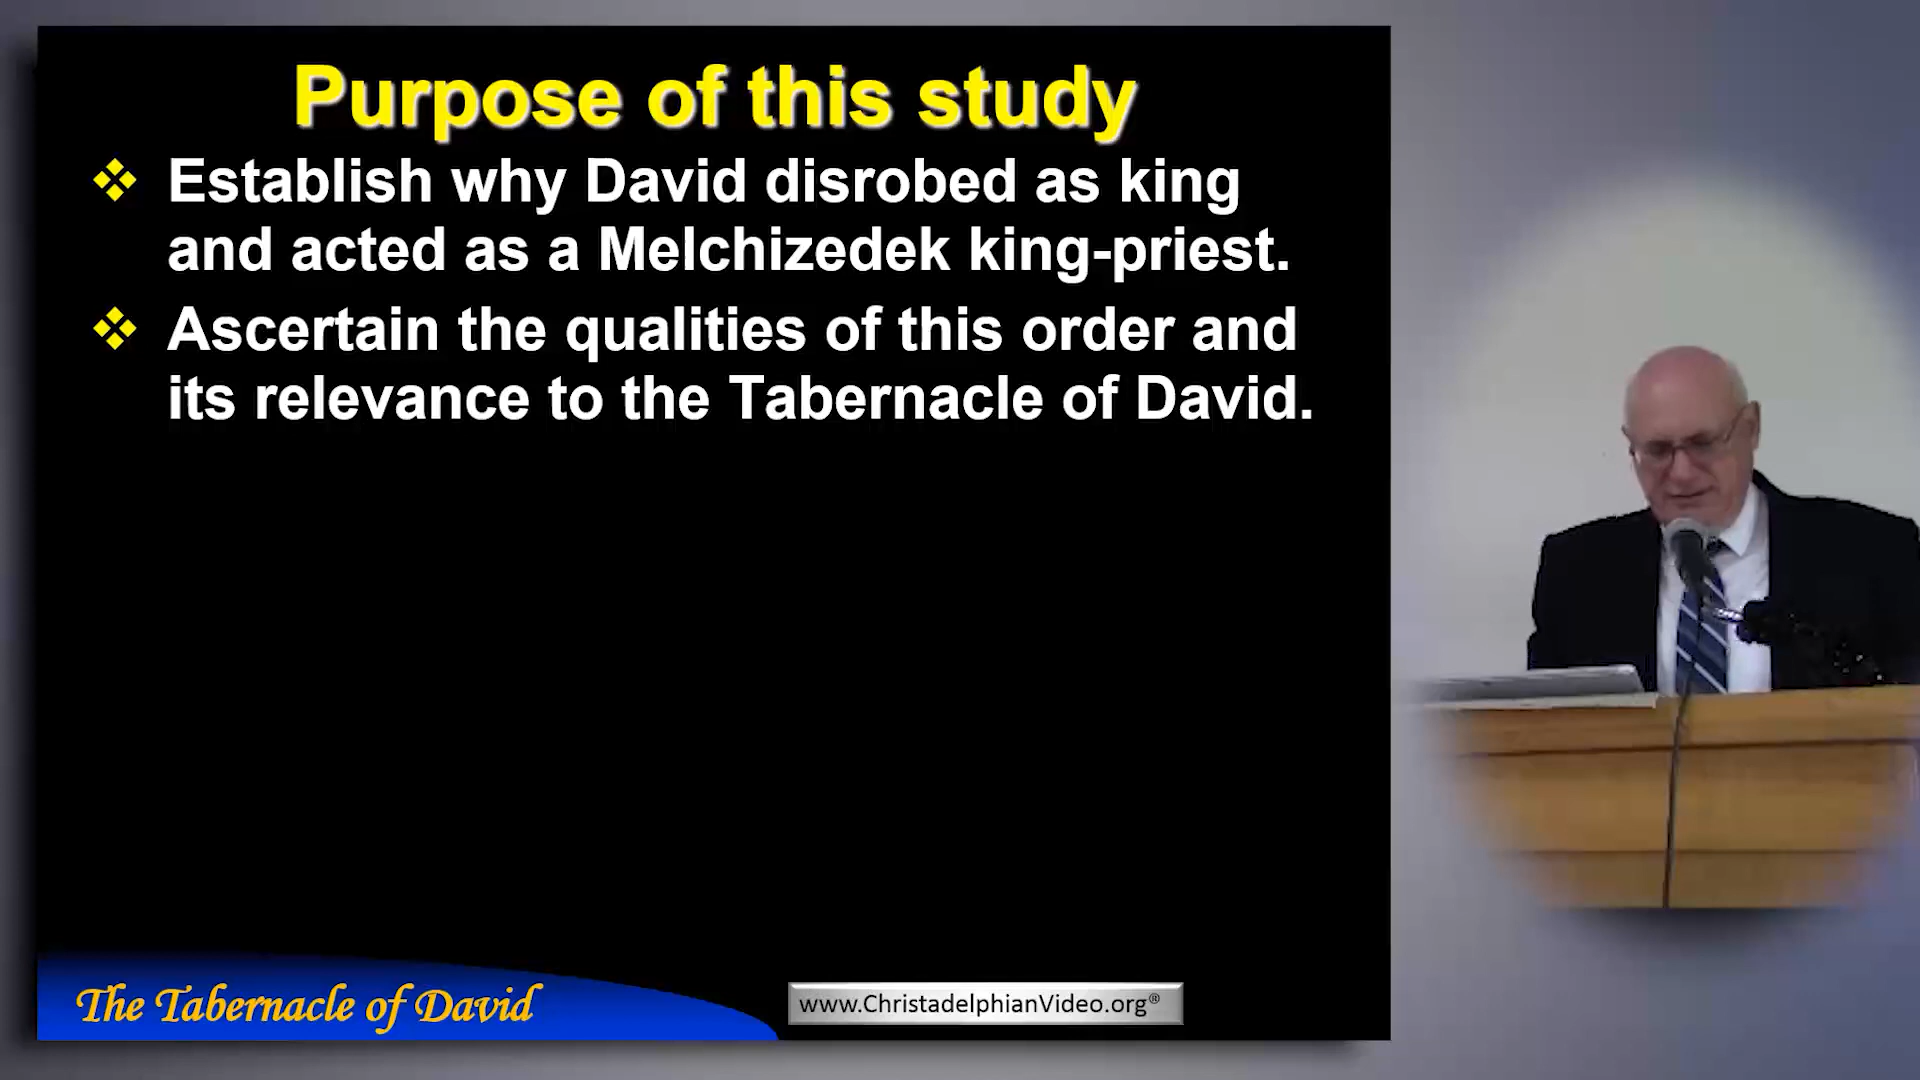 Purpose of this study
❖ Establish why David disrobed as king
and acted as a Melchizedek king-priest.
❖ Ascertain the qualities of this order and
its relevance to the Tabernacle of David.
The Tabernacle of David
www.ChristadelphianVideo.org®